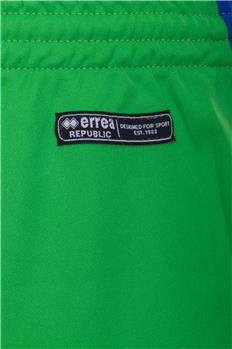 errea
REPUBLIC
DESIGNED FOR SPORT
EST. 1988